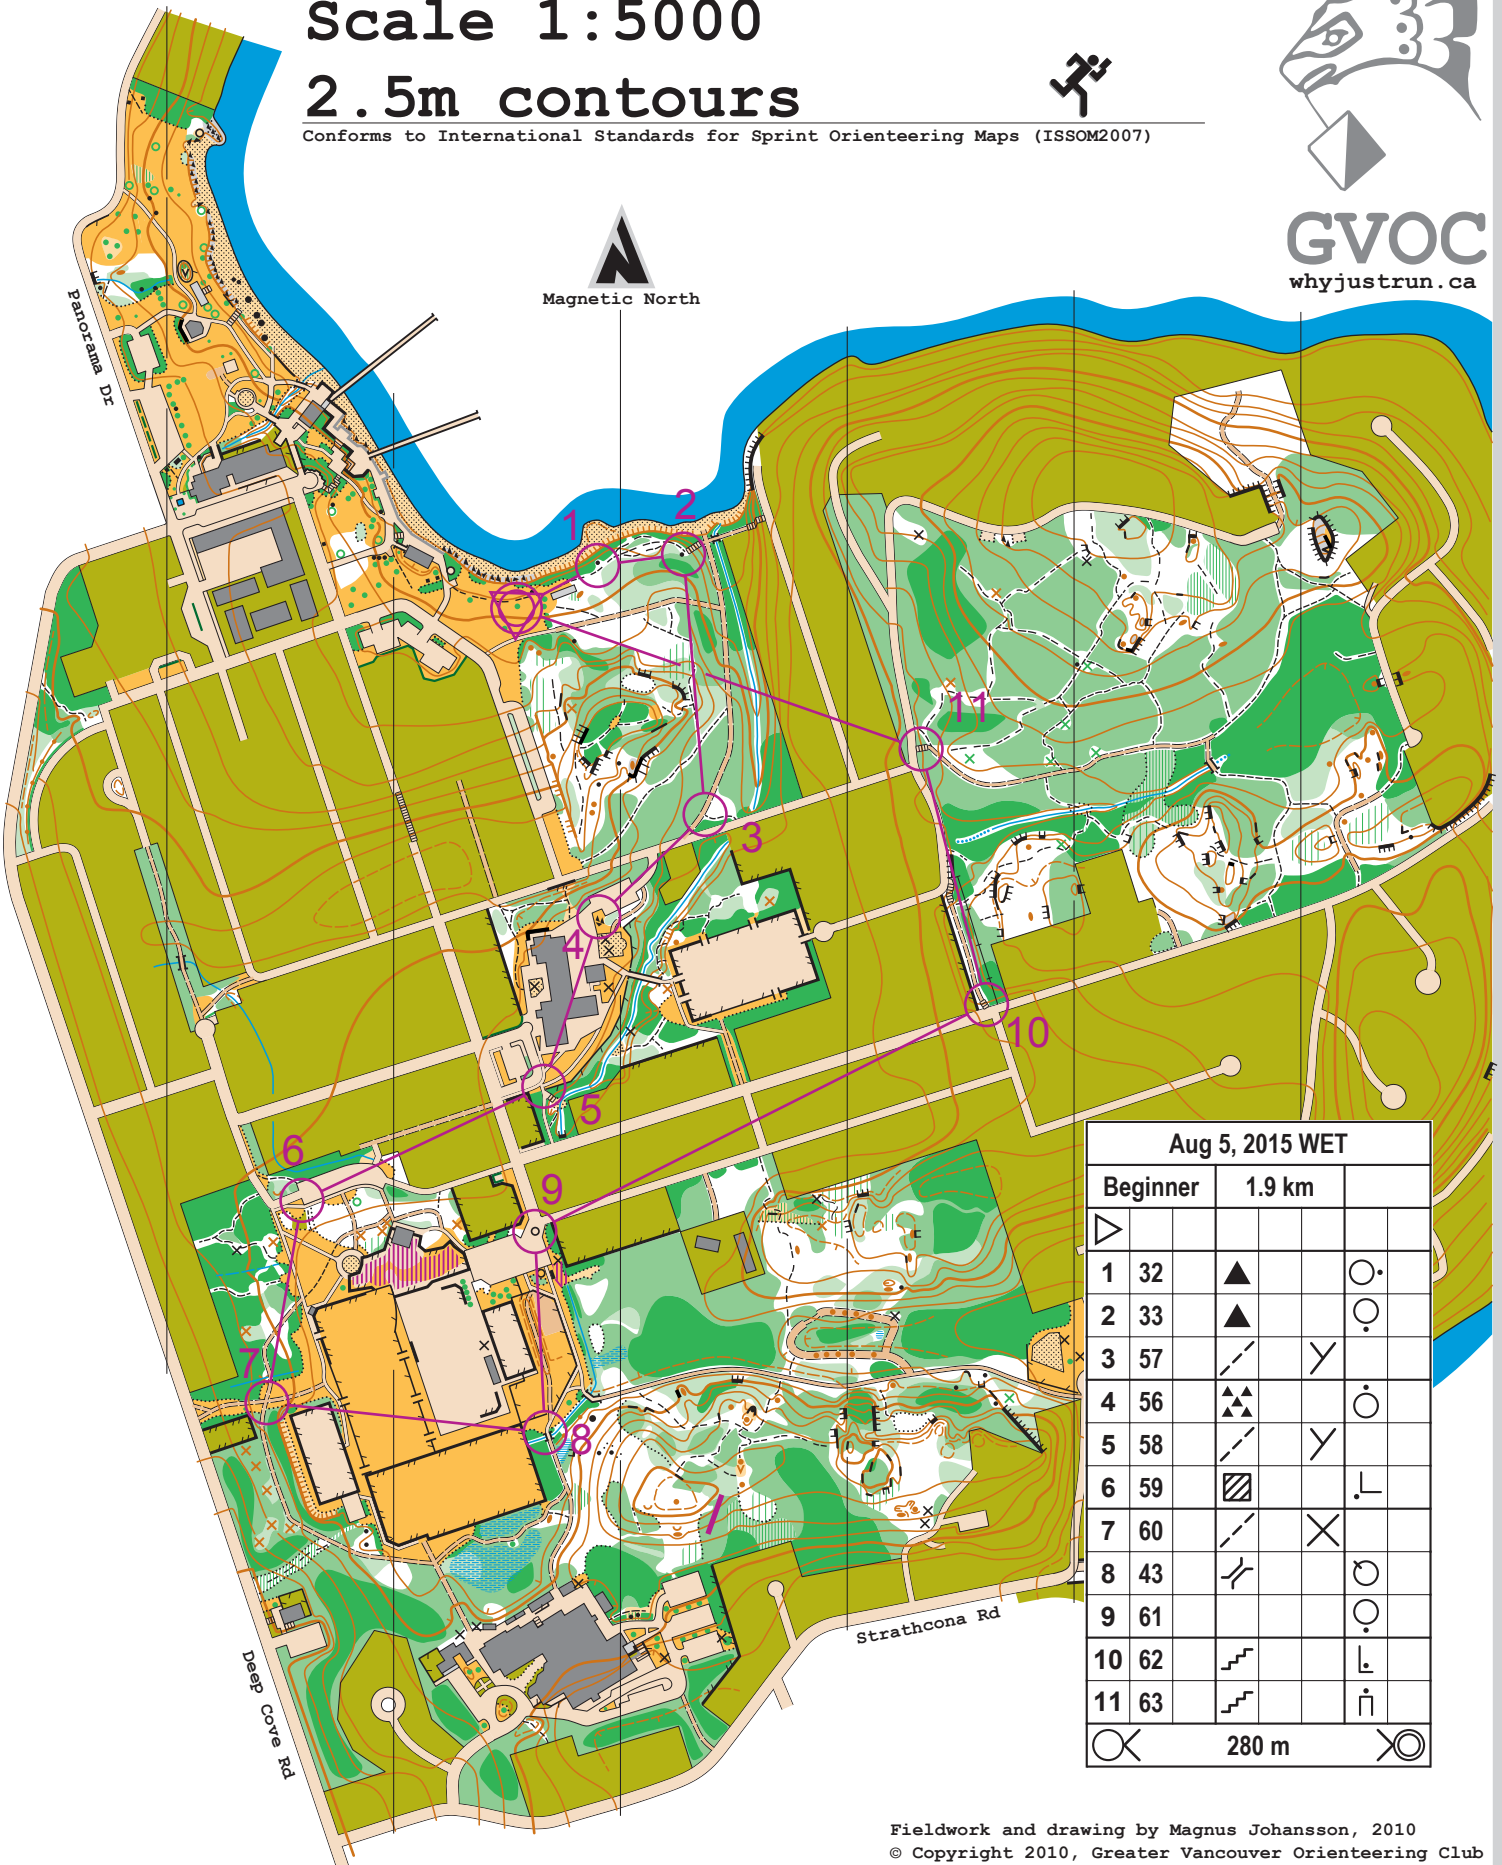 Scale 1:5000
2.5m contours
Conforms to International Standards for Sprint Orienteering Maps (ISSOM2007)
GVOC
whyjustrun.ca
Magnetic North
Panorama Dr
1
2
11
3
4
10
5
6
9
7
8
Strathcona Rd
Deep Cove Rd
Aug 5, 2015 WET
Beginner 1.9 km
1 32
2 33
3 57
4 56
5 58
6 59
7 60
8 43
9 61
10 62
11 63
280 m
Fieldwork and drawing by Magnus Johansson, 2010
© Copyright 2010, Greater Vancouver Orienteering Club